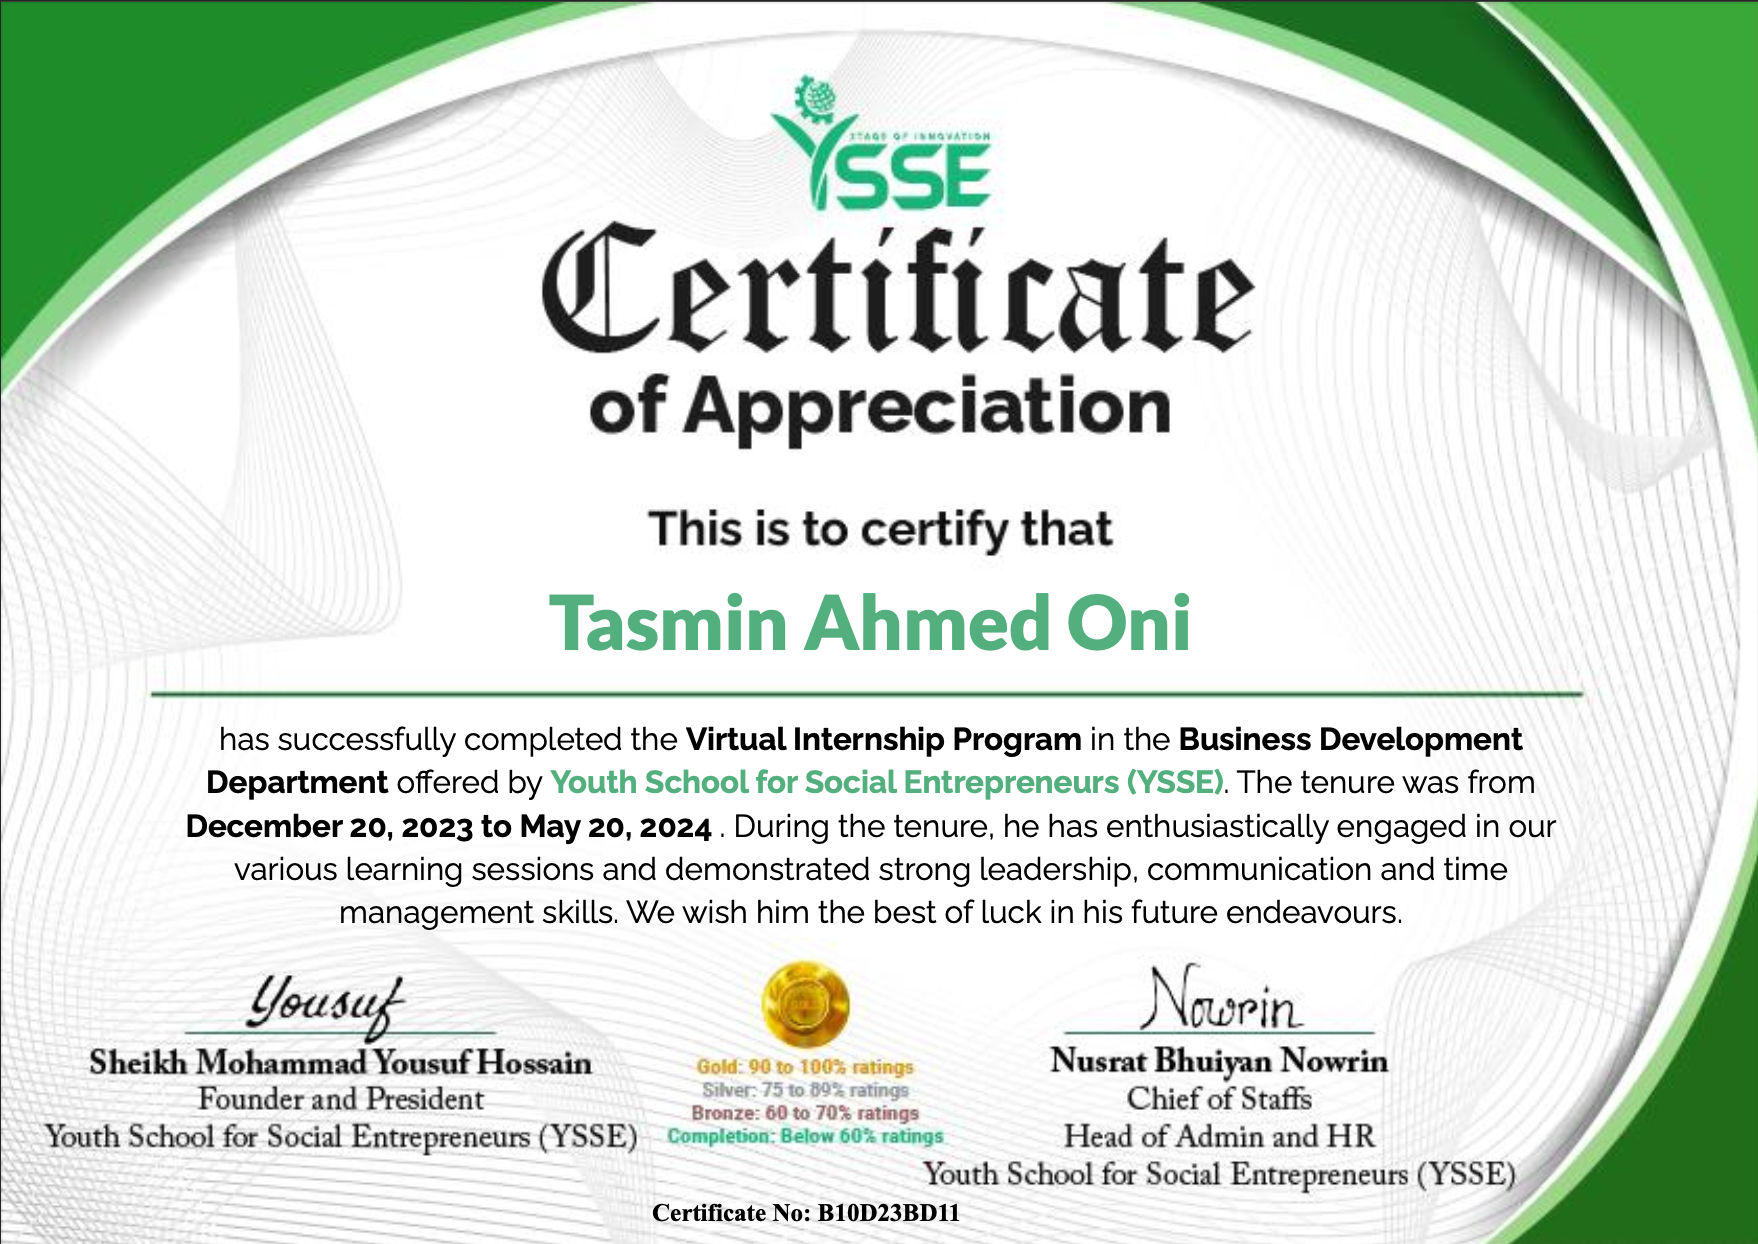 STAGE OF INNOVATION
YSSE
Certificate
of Appreciation
This is to certify that
Tasmin Ahmed Oni
has successfully completed the Virtual Internship Program in the Business Development
Department offered by Youth School for Social Entrepreneurs (YSSE). The tenure was from
December 20, 2023 to May 20, 2024 . During the tenure, he has enthusiastically engaged in our
various learning sessions and demonstrated strong leadership, communication and time
management skills. We wish him the best of luck in his future endeavours.
Yousuf
Sheikh Mohammad Yousuf Hossain
Founder and President
Youth School for Social Entrepreneurs (YSSE)
GOLD
Gold: 90 to 100% ratings
Silver: 75 to 89% ratings
Bronze: 60 to 70% ratings
Completion: Below 60% ratings
Nowrin
Nusrat Bhuiyan Nowrin
Chief of Staffs
Head of Admin and HR
Youth School for Social Entrepreneurs (YSSE)
Certificate No: B10D23BD11